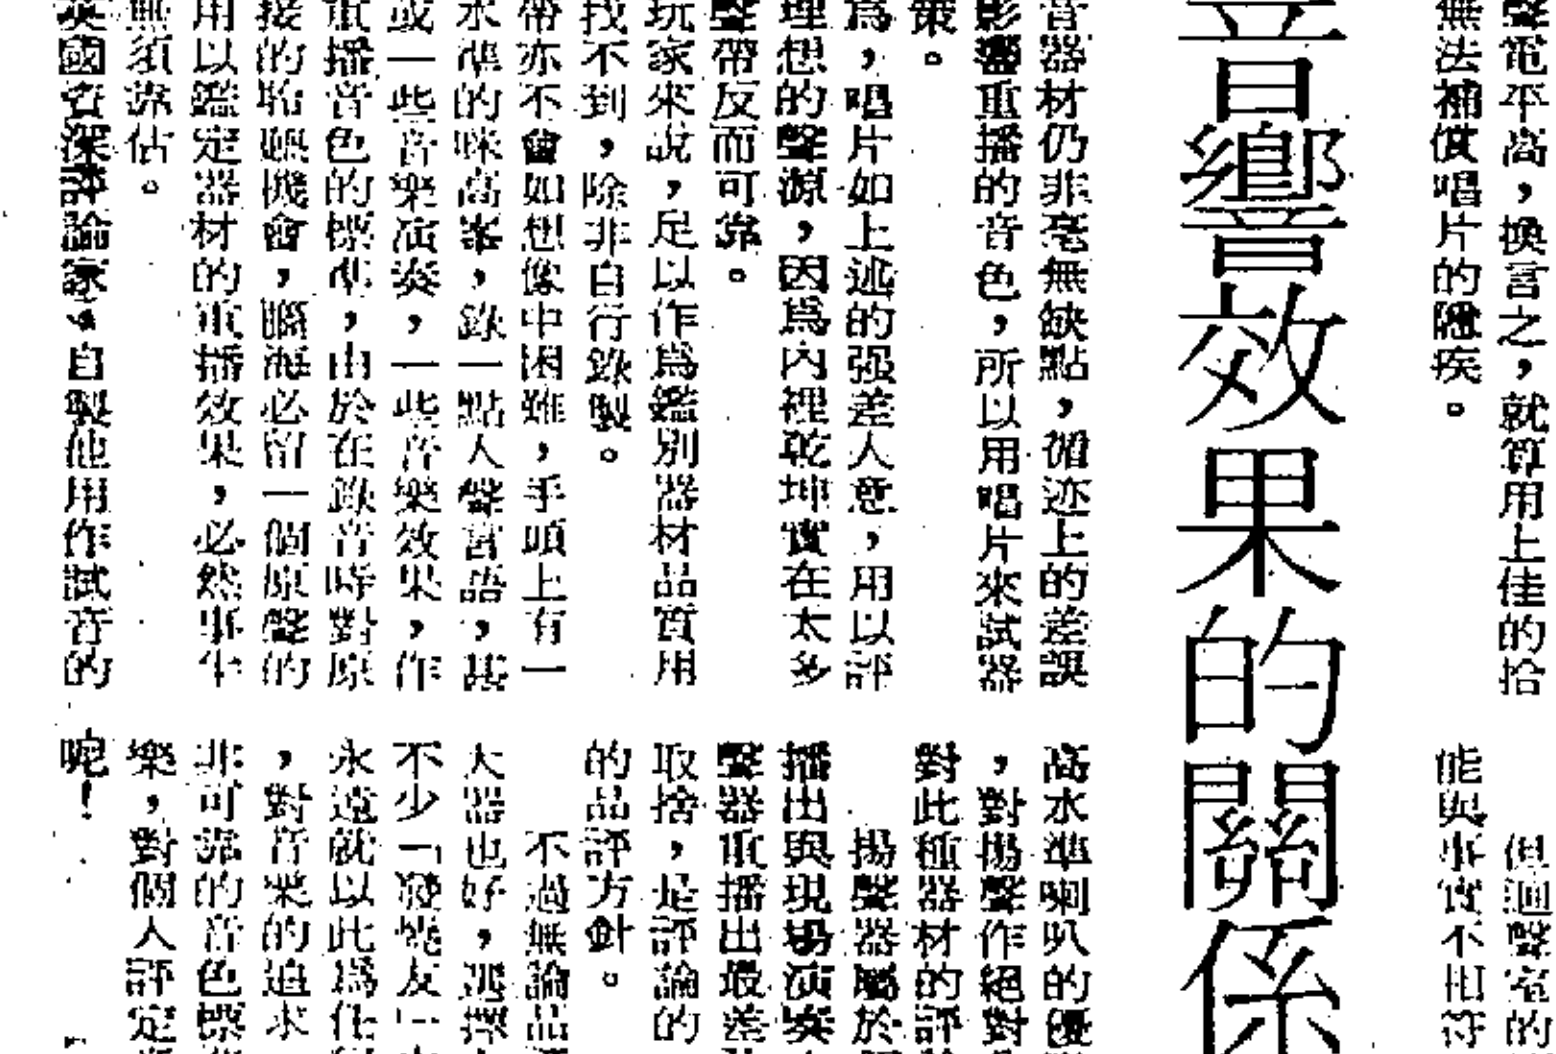 聲電平高，換言之，就算用上佳的拾
無法補償唱片的隱疾。
音響效果的關係
音器材仍非毫無缺點，循迹上的差誤
影響重播的音色，所以用唱片來試器
策。
爲，唱片如上述的强差人意，用以評
理想的聲源，因爲內裡乾坤實在太多
聲帶反而可靠。
玩家來說，足以作爲鑑別器材品質用
找不到，除非自行錄製。
帶亦不會如想像中困難，手頭上有一
水準的咪高峯，錄一點人聲言語，甚
或一些音樂演奏，一些音樂效果，作
重播音色的標準，由於在錄音時對原
接的聆聽機會，腦海必留一個原聲的
用以鑑定器材的重播效果，必然事半
無須靠估。
英國資深評論家，自製他用作試音的
但迴聲室的
能與事實不相符
高水準喇叭的優
，對揚聲作絕對
對此種器材的評
揚聲器屬於
播出與現場演奏
聲器重播出最差
取捨，是評論的
的品評方針。
不過無論品
大器也好，選擇
不少「發燒友」
永遠就以此爲任
，對音樂的追求
非可靠的音色標
樂，對個人評定
呢！